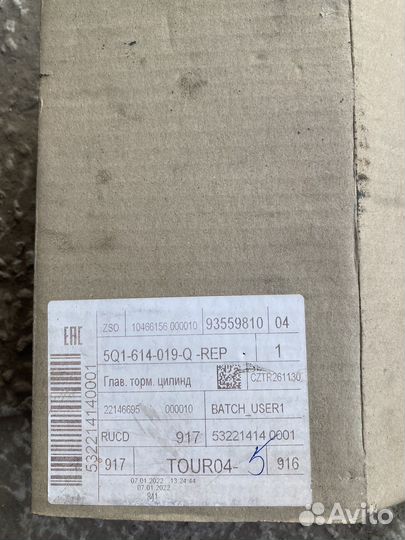 ZSO 10466156 000010 93559810 04
5Q1-614-019-Q -REP 1
Глав. торм. цилинд CZTR261130
22146695 000010 BATCH_USER1
RUCD 917 53221414 0001
917 TOUR04- 5 916
07.01.2022 13:24:44
07.01.2022
841
EAC
532214140001
Avito